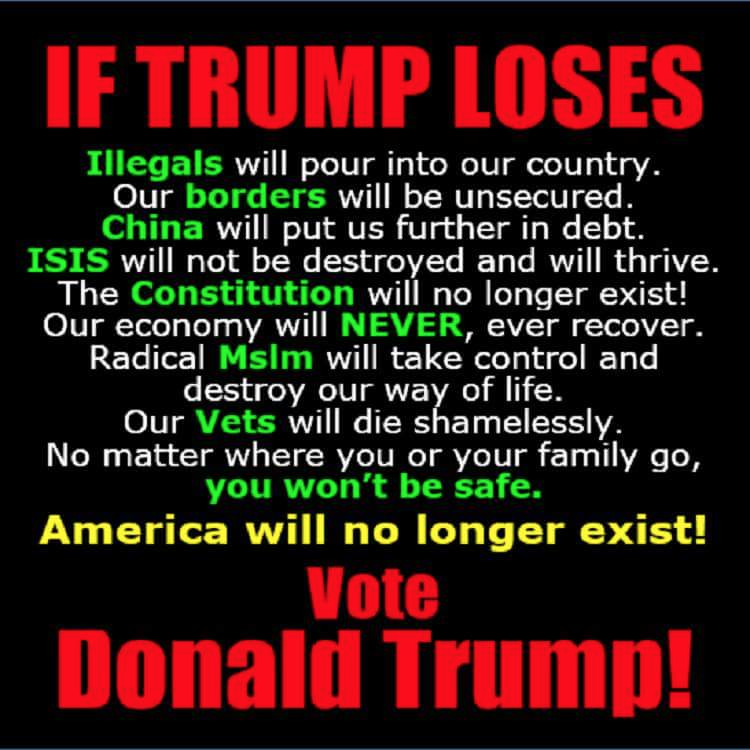 IF TRUMP LOSES
Illegals will pour into our country.
Our borders will be unsecured.
China will put us further in debt.
ISIS will not be destroyed and will thrive.
The Constitution will no longer exist!
Our economy will NEVER, ever recover.
Radical Mslm will take control and
destroy our way of life.
Our Vets will die shamelessly.
No matter where you or your family go,
you won't be safe.
America will no longer exist!
Vote
Donald Trump!